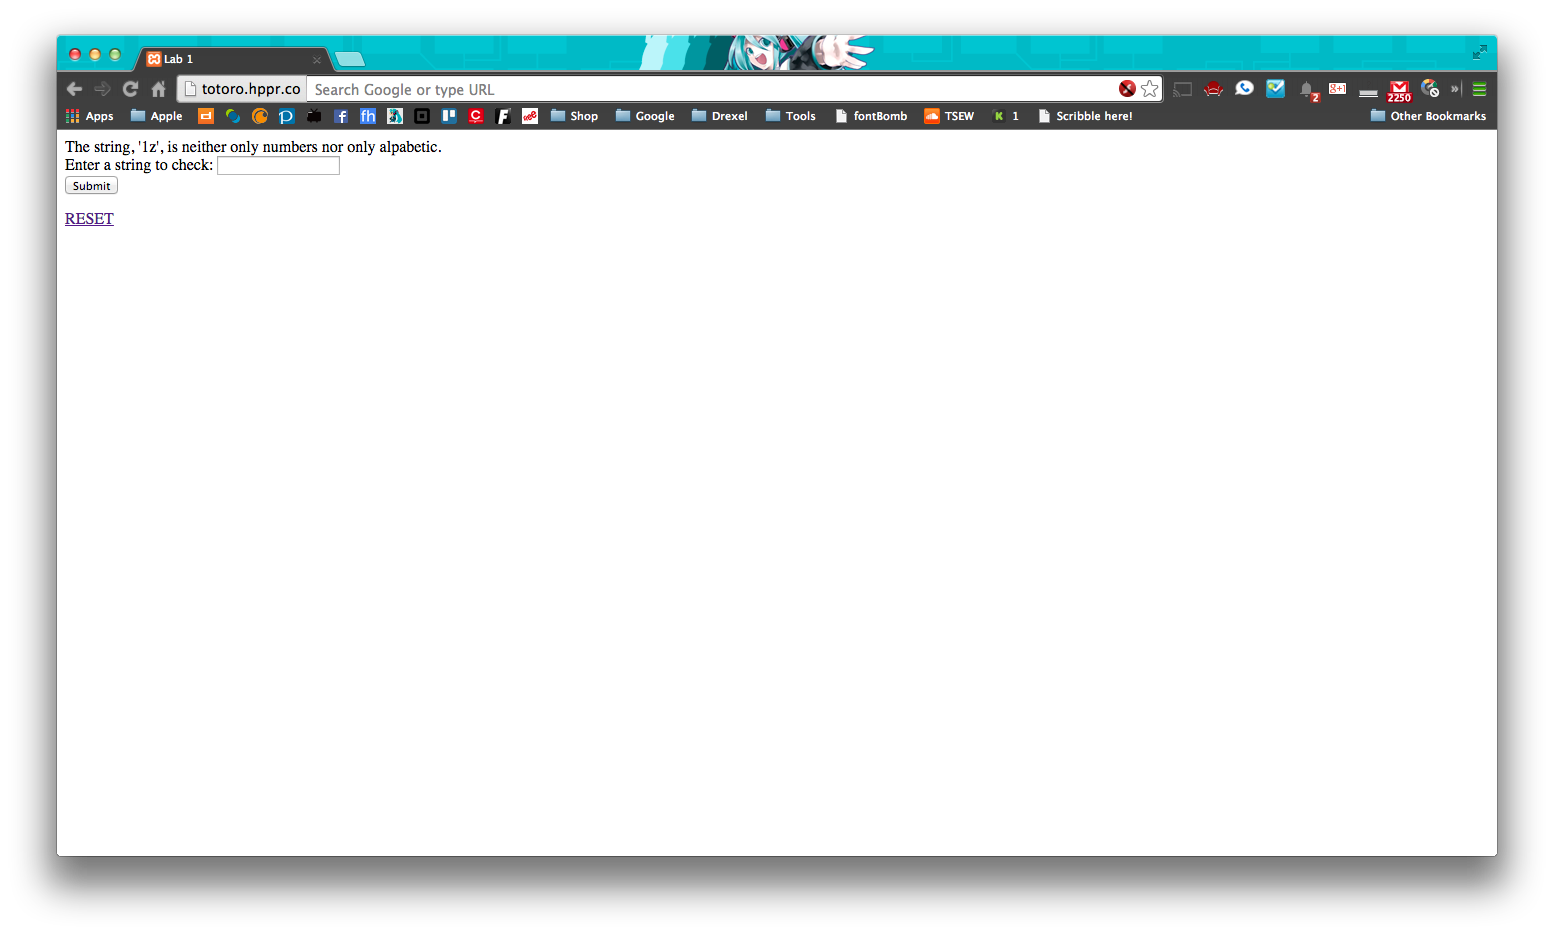 Lab 1
totoro.hppr.co Search Google or type URL
g+1
2
2250
Apps Apple fh Shop Google Drexel Tools fontBomb TSEW K 1 Scribble here! Other Bookmarks
The string, '1z', is neither only numbers nor only alpabetic.
Enter a string to check:
Submit
RESET